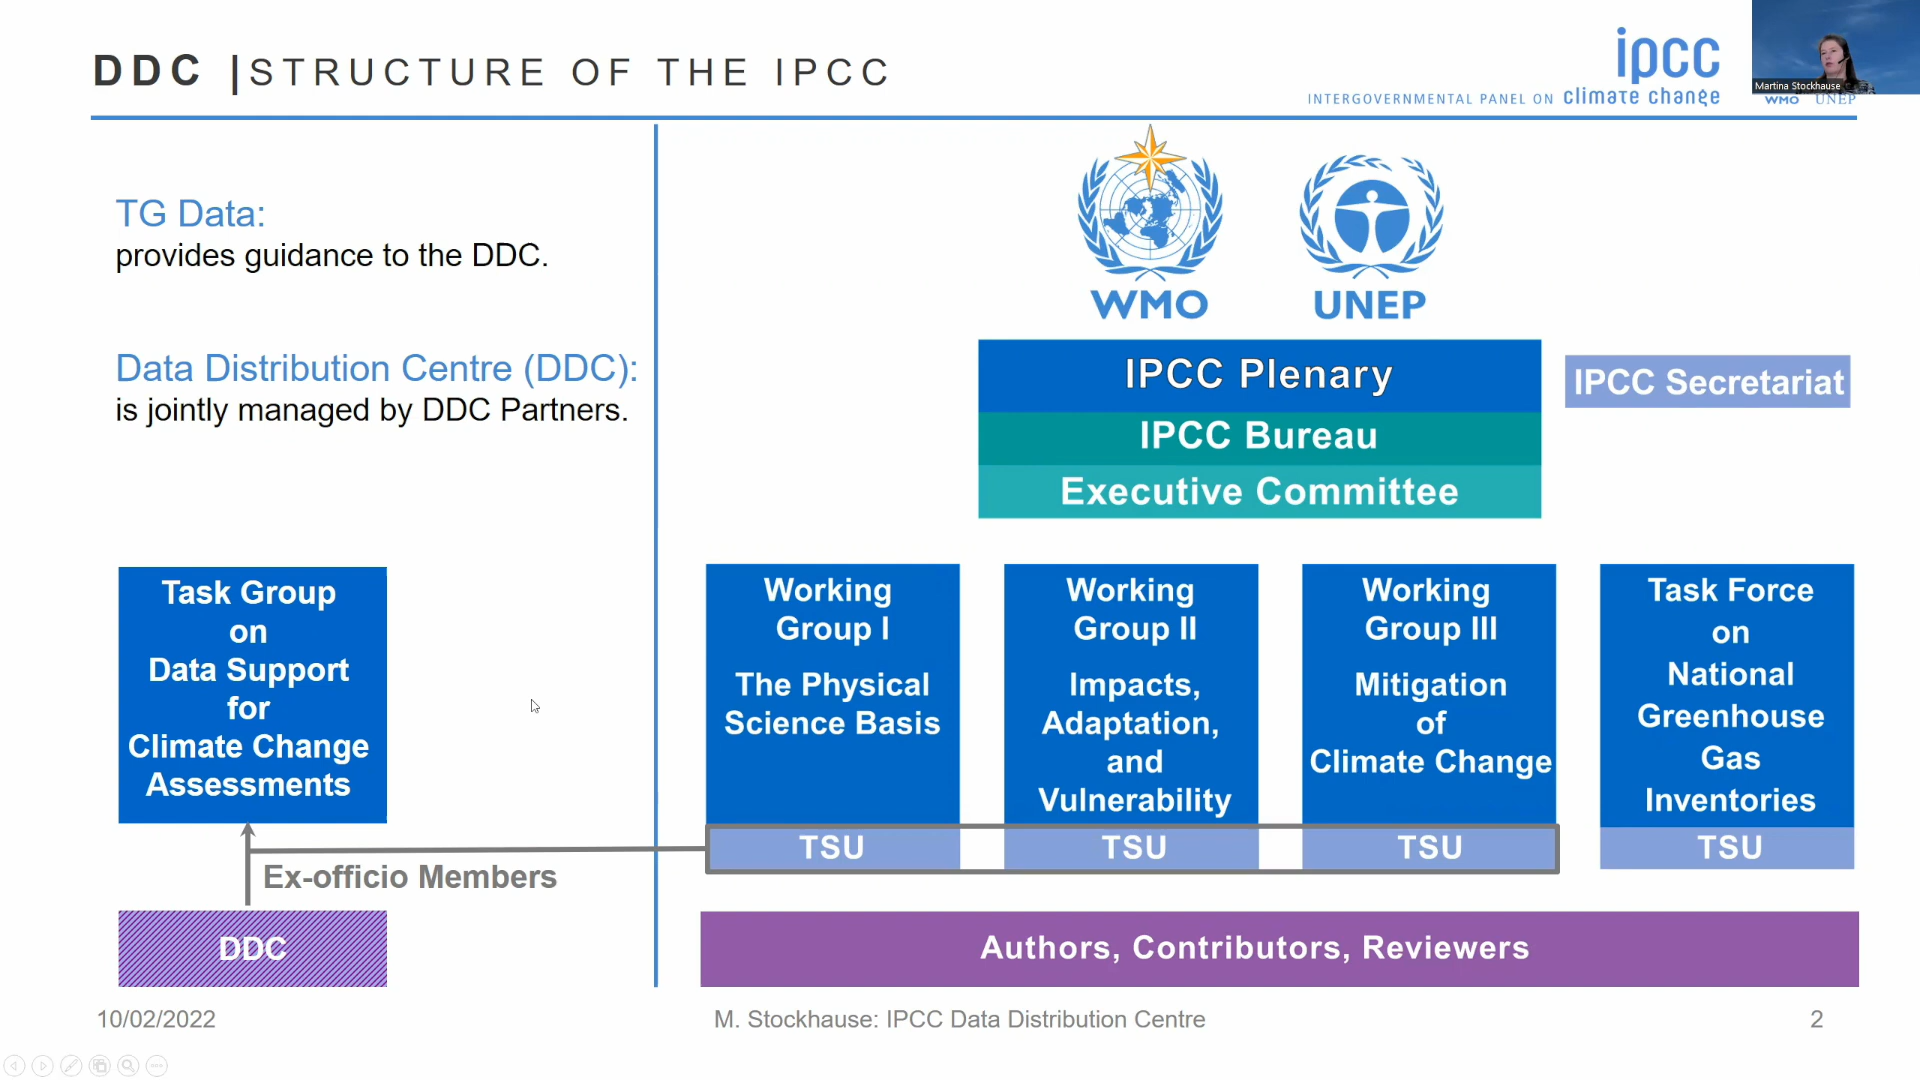 DDC |STRUCTURE OF THE IPCC
ipcc
INTERGOVERNMENTAL PANEL ON climate change
Martina Stockhause
WMO UNEP
TG Data:
provides guidance to the DDC.
Data Distribution Centre (DDC):
is jointly managed by DDC Partners.
WMO
UNEP
IPCC Plenary
IPCC Bureau
Executive Committee
IPCC Secretariat
Task Group
on
Data Support
for
Climate Change
Assessments
Working
Group I
The Physical
Science Basis
TSU
Working
Group II
Impacts,
Adaptation,
and
Vulnerability
TSU
Working
Group III
Mitigation
of
Climate Change
TSU
Task Force
on
National
Greenhouse
Gas
Inventories
TSU
Ex-officio Members
DDC
Authors, Contributors, Reviewers
10/02/2022
M. Stockhause: IPCC Data Distribution Centre
2